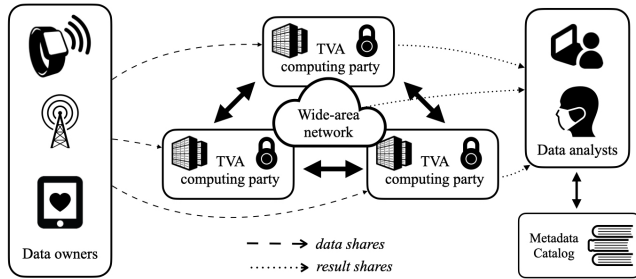 TVA
computing party
Wide-area
network
TVA
computing party
TVA
computing party
Data owners
Data analysts
Metadata
Catalog
data shares
result shares